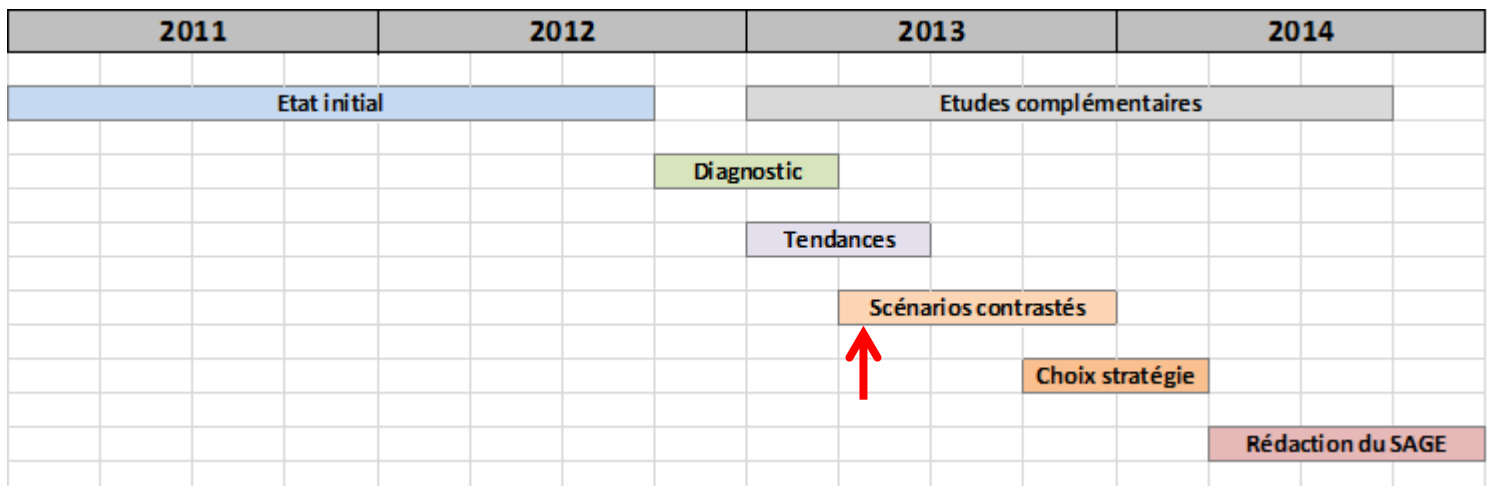 2011 2012 2013 2014
Etat initial Etudes complémentaires
Diagnostic
Tendances
Scénarios contrastés
Choix stratégie
Rédaction du SAGE